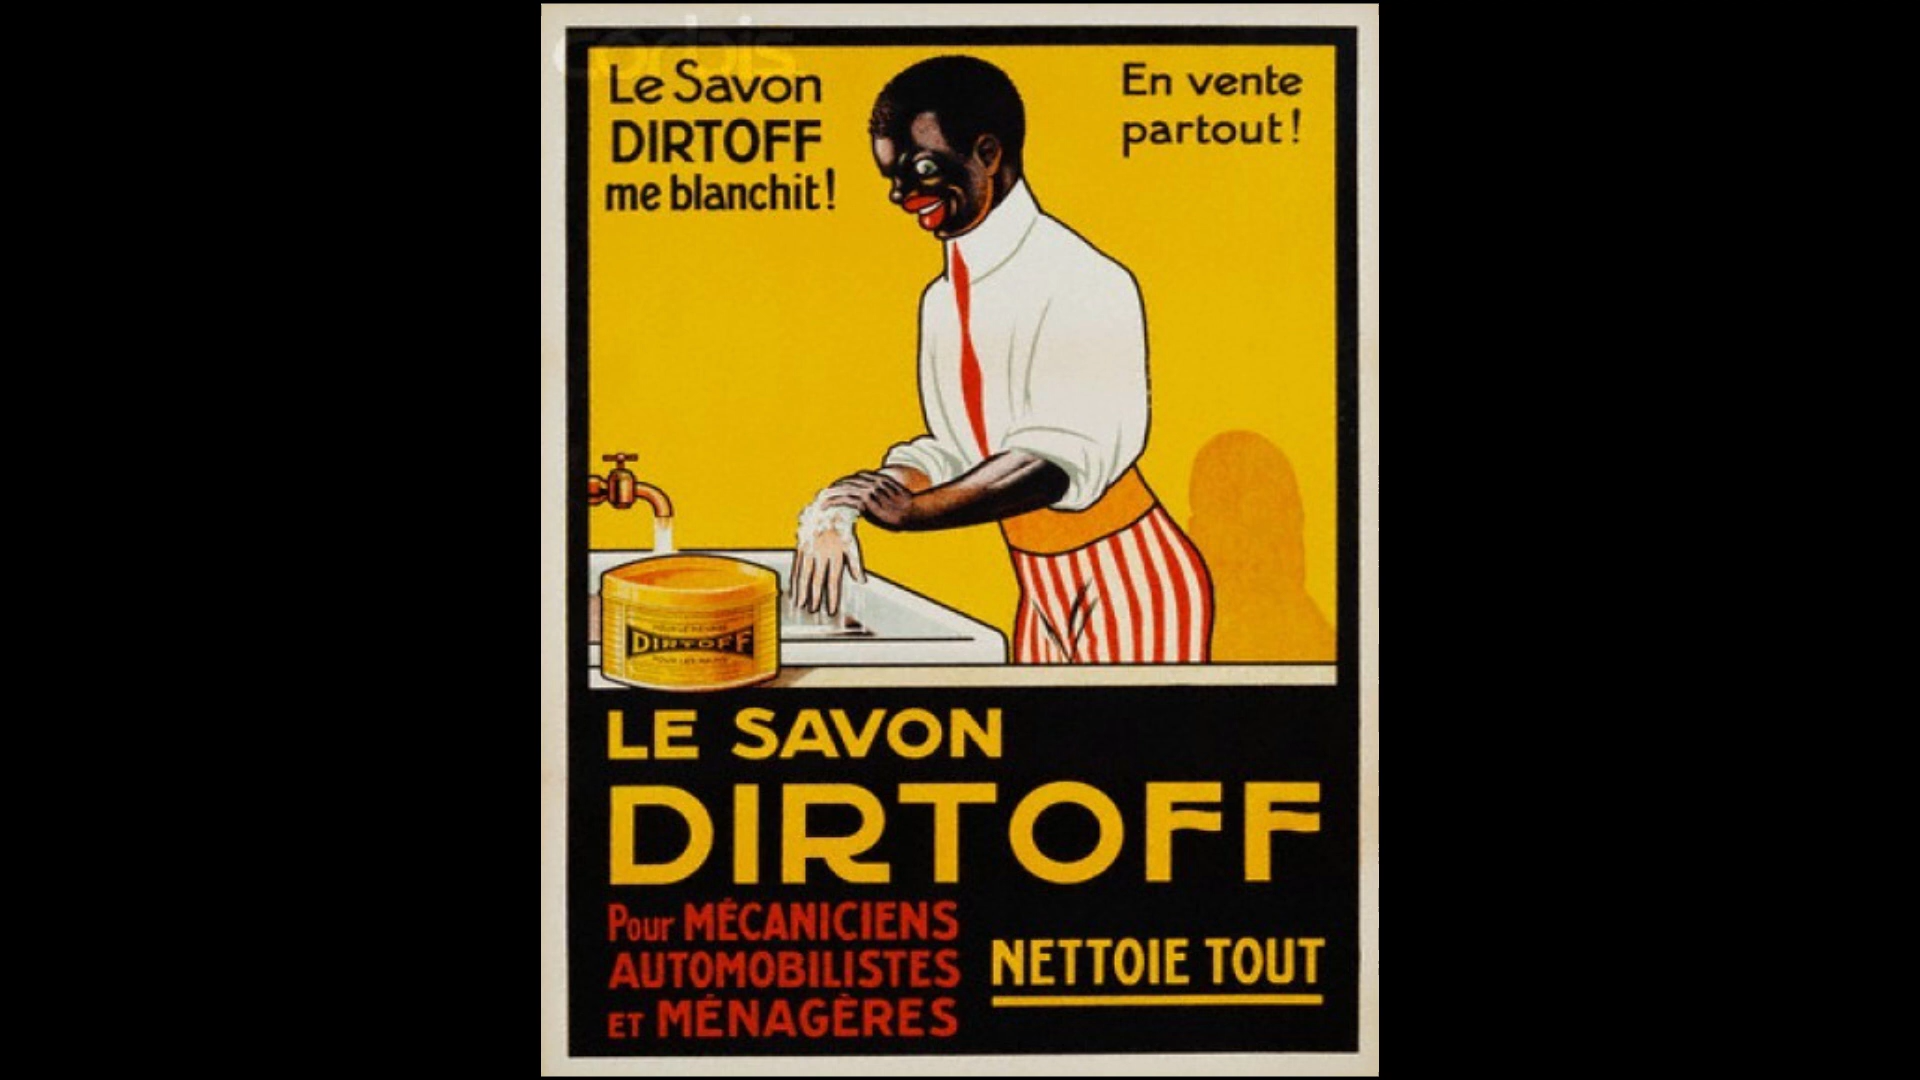 corbis
Le Savon
DIRTOFF
me blanchit!
En vente
partout!
DIRTOFF
LE SAVON
DIRTOFF
Pour MÉCANICIENS
AUTOMOBILISTES
ET MÉNAGÈRES
NETTOIE TOUT